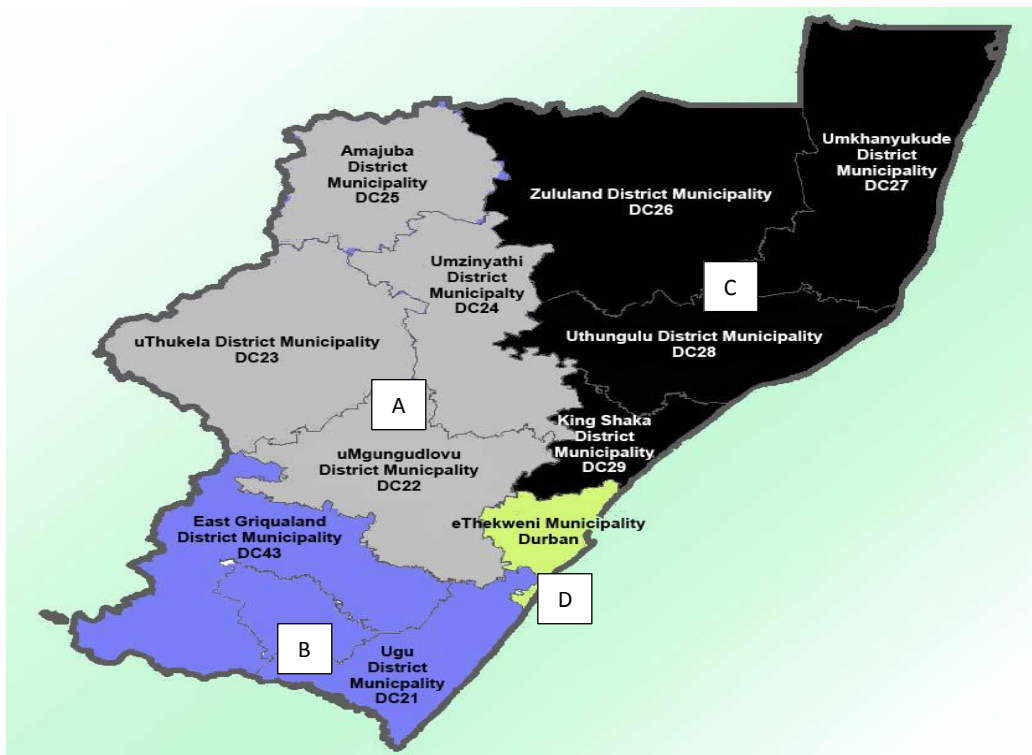 Amajuba
District
Municipality
DC25
Umkhanyukude
District
Municipality
DC27
Zululand District Municipality
DC26
Umzinyathi
District
Municipalty
DC24
C
uThukela District Municipality
DC23
Uthungulu District Municipality
DC28
A
King Shaka
District
Municipality
DC29
uMgungudlovu
District Municpality
DC22
eThekweni Municipality
Durban
East Griqualand
District Municipality
DC43
D
B
Ugu
District
Municpality
DC21